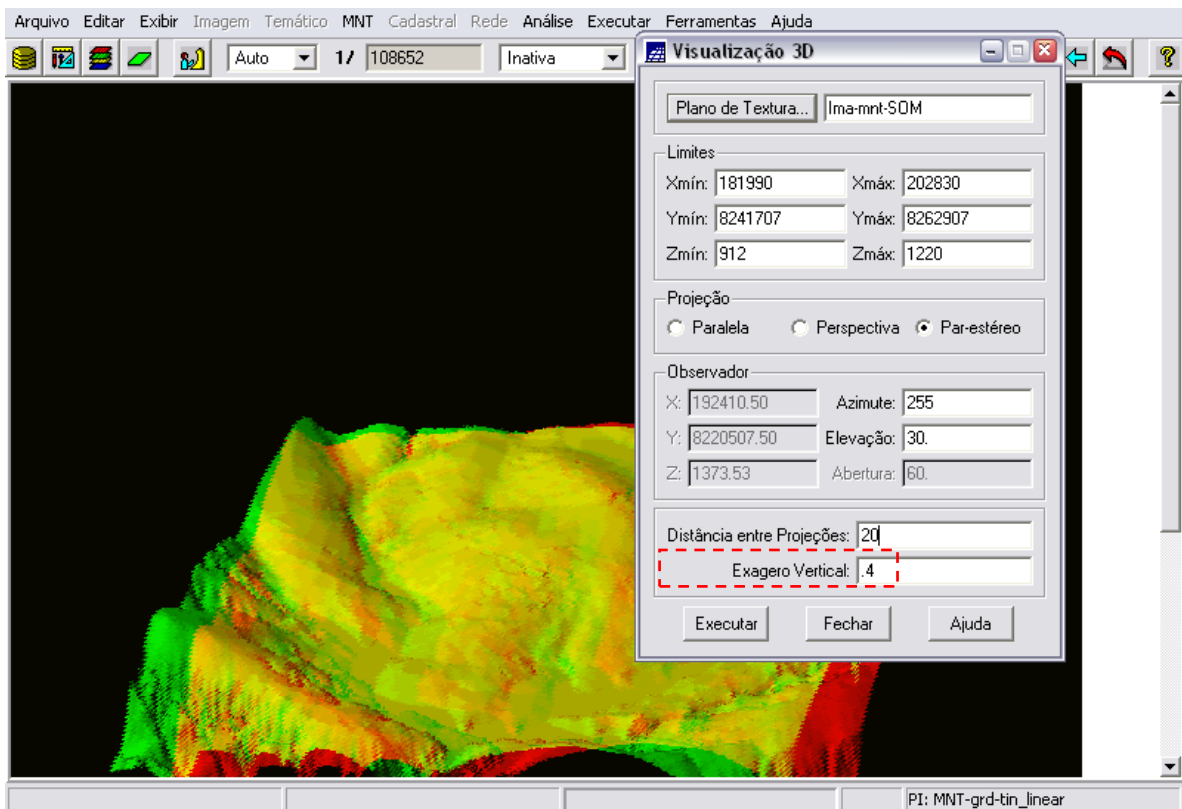 Arquivo Editar Exibir Imagem Temático MNT Cadastral Rede Análise Executar Ferramentas Ajuda
Auto 1/ 108652 Inativa
Visualização 3D
Plano de Textura... Ima-mnt-SOM
Limites
Xmín: 181990 Xmáx: 202830
Ymín: 8241707 Ymáx: 8262907
Zmín: 912 Zmáx: 1220
Projeção
Paralela Perspectiva Par-estéreo
Observador
X: 192410.50 Azimute: 255
Y: 8220507.50 Elevação: 30.
Z: 1373.53 Abertura: 60.
Distância entre Projeções: 20
Exagero Vertical: .4
Executar Fechar Ajuda
PI: MNT-grd-tin_linear